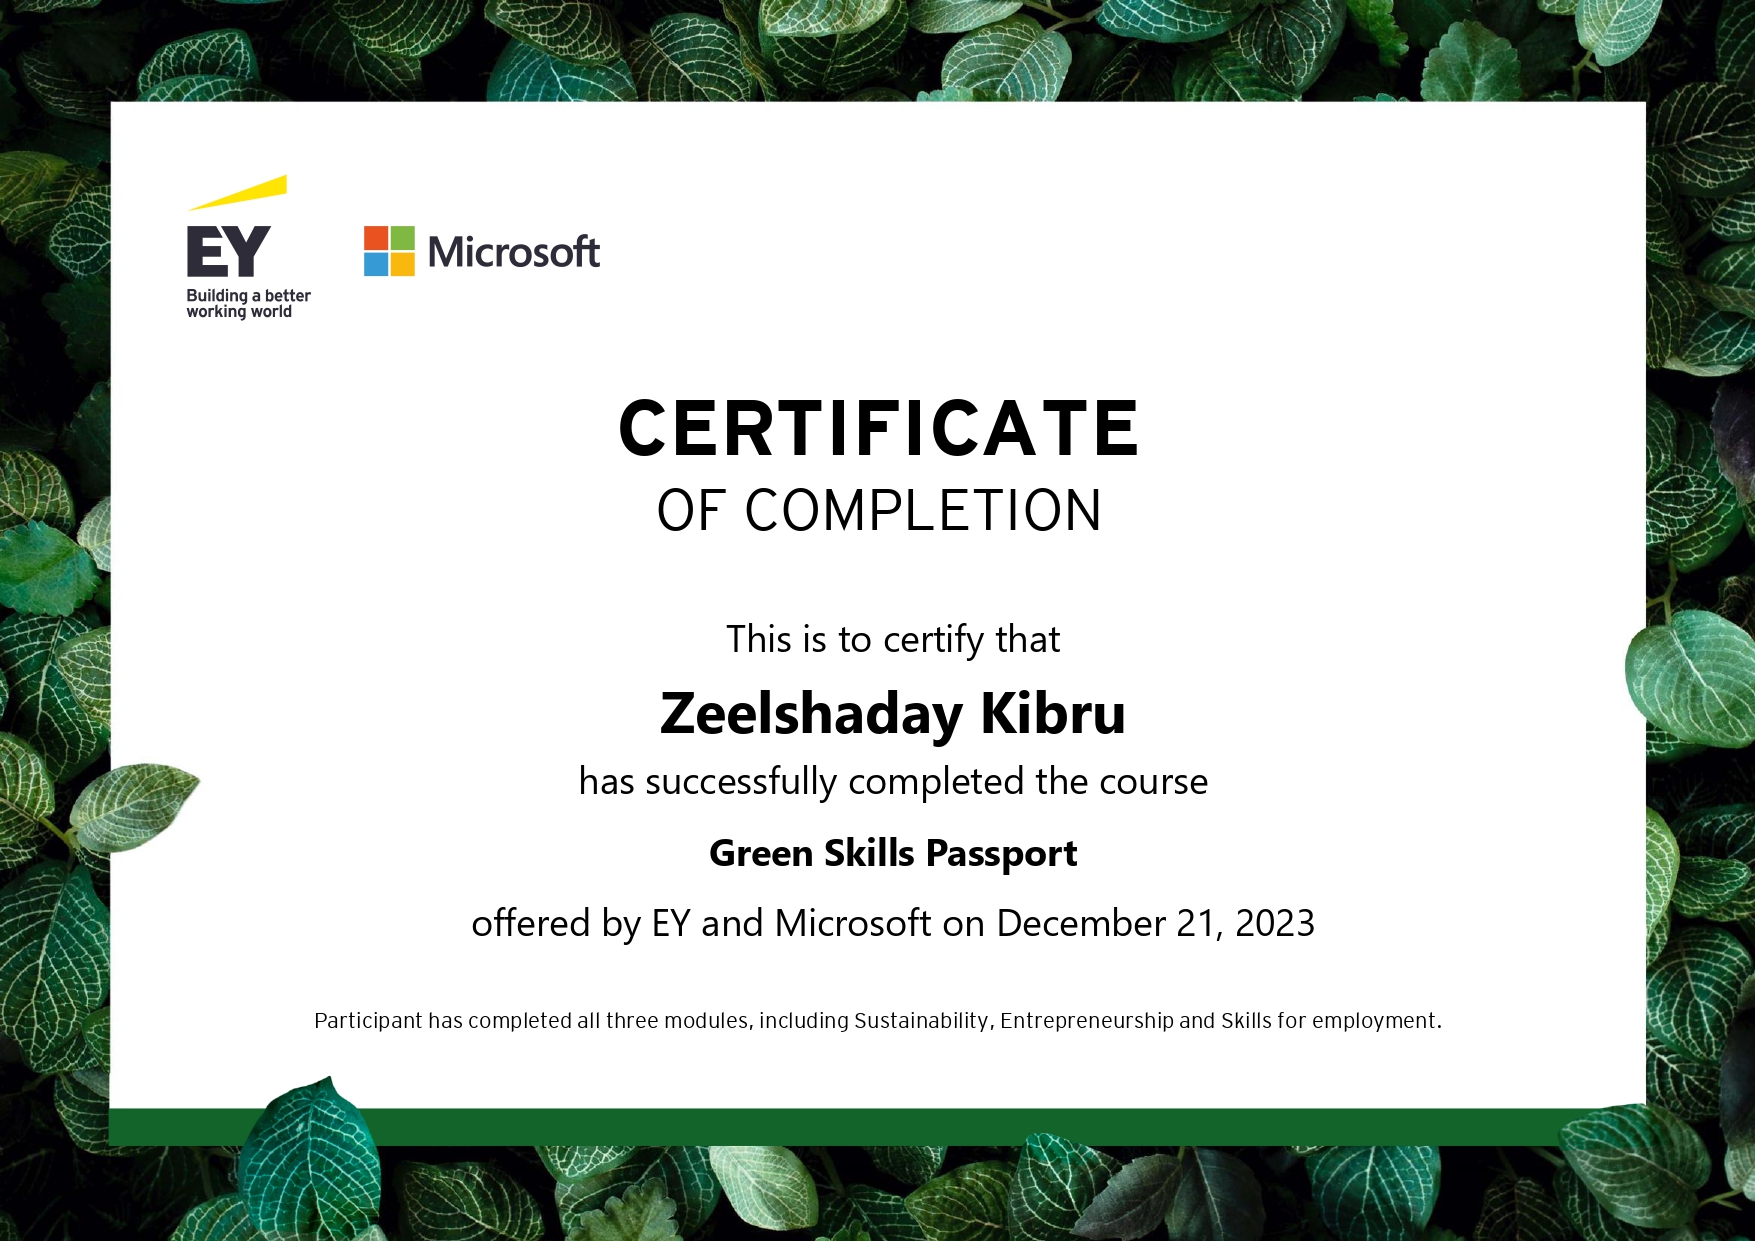 EY
Building a better
working world
Microsoft
CERTIFICATE
OF COMPLETION
This is to certify that
Zeelshaday Kibru
has successfully completed the course
Green Skills Passport
offered by EY and Microsoft on December 21, 2023
Participant has completed all three modules, including Sustainability, Entrepreneurship and Skills for employment.